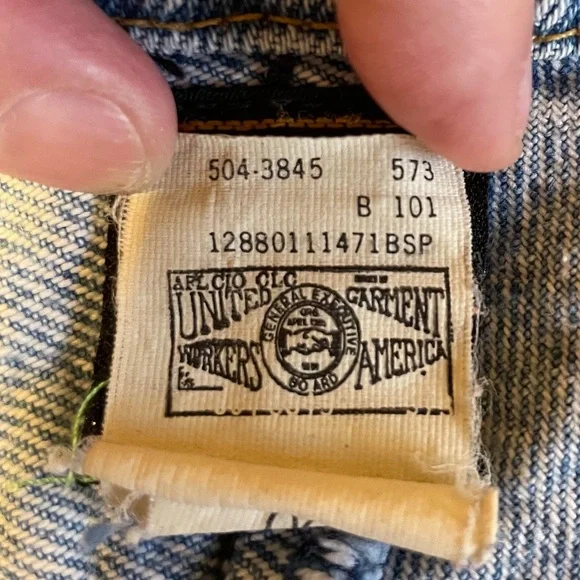 504-3845 573
B 101
12880111471BSP
AFL CIO CLC
UNITED GARMENT
WORKERS AMERICA
GENERAL EXECUTIVE
BOARD